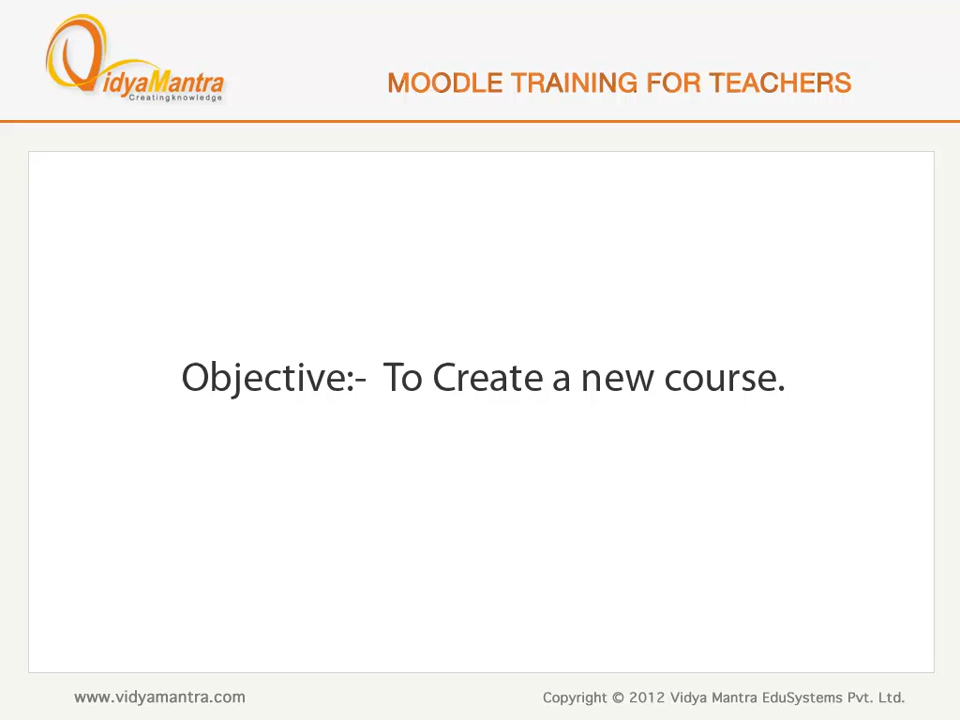 VidyaMantra
Creatingknowledge
MOODLE TRAINING FOR TEACHERS
Objective:- To Create a new course.
www.vidyamantra.com
Copyright © 2012 Vidya Mantra EduSystems Pvt. Ltd.